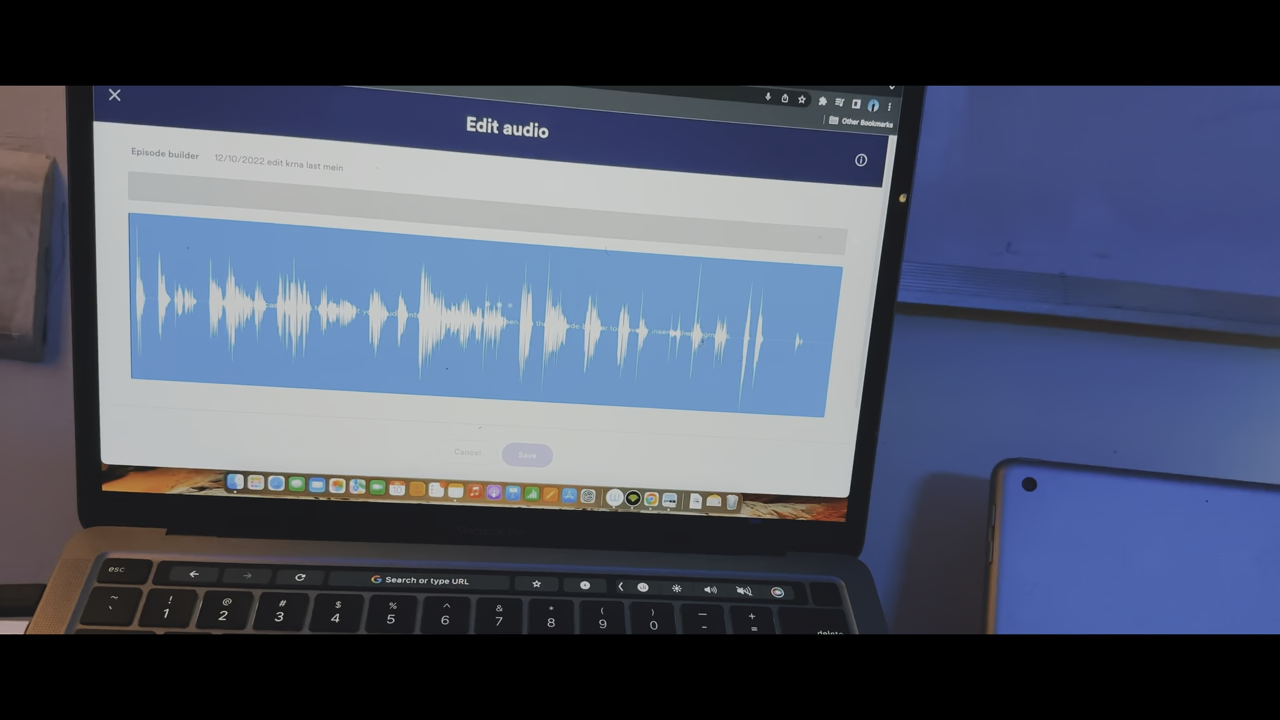 Other Bookmarks
Edit audio
Episode builder 12/10/2022 edit krna last mein
Cancel Save
esc
Search or type URL
~ ! @ # $ % ^ & * ( ) — +
` 1 2 3 4 5 6 7 8 9 0 - =
delete